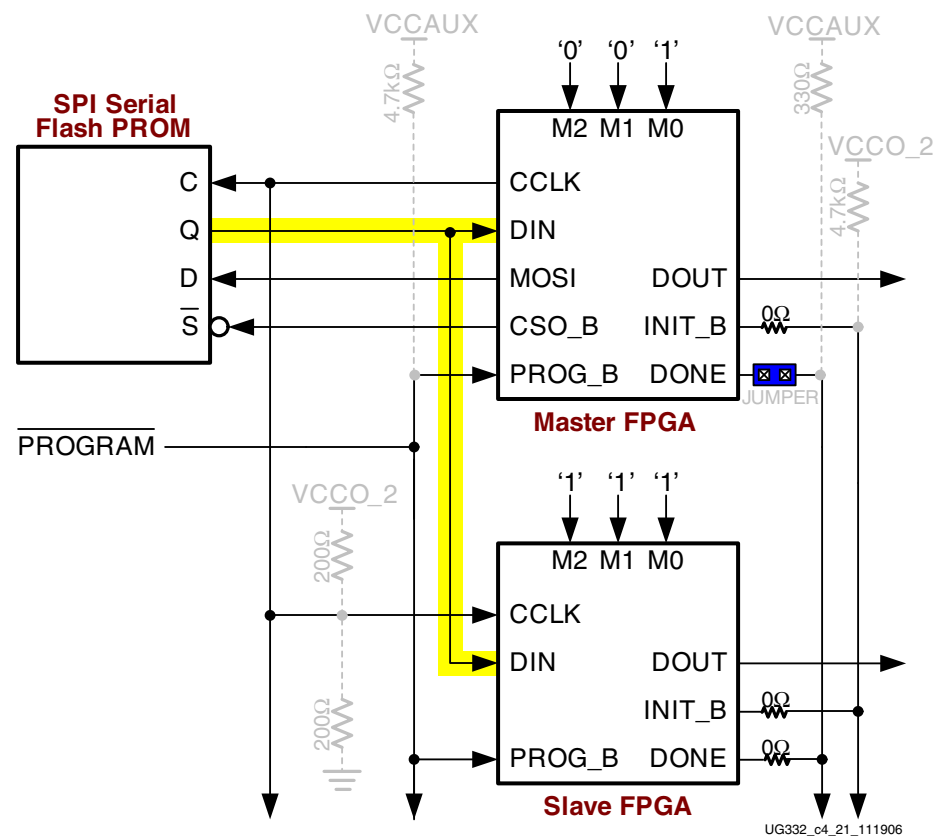 VCCAUX
4.7kΩ
'0' '0' '1'
VCCAUX
330Ω
VCCO_2
4.7kΩ
SPI Serial
Flash PROM
C
Q
D
S
M2 M1 M0
CCLK
DIN
MOSI
CSO_B
PROG_B
DOUT
INIT_B
DONE
0Ω
JUMPER
Master FPGA
PROGRAM
VCCO_2
200Ω
200Ω
'1' '1' '1'
M2 M1 M0
CCLK
DIN
PROG_B
DOUT
INIT_B
DONE
0Ω
0Ω
Slave FPGA
UG332_c4_21_111906